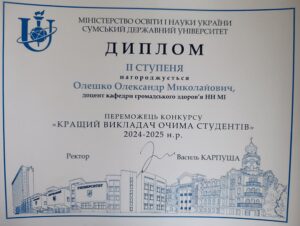 МІНІСТЕРСТВО ОСВІТИ І НАУКИ УКРАЇНИ
СУМСЬКИЙ ДЕРЖАВНИЙ УНІВЕРСИТЕТ
ДИПЛОМ
ІІ СТУПЕНЯ
нагороджується
Олешко Олександр Миколайович,
доцент кафедри громадського здоров'я НН МІ
ПЕРЕМОЖЕЦЬ КОНКУРСУ
«КРАЩИЙ ВИКЛАДАЧ ОЧИМА СТУДЕНТІВ»
2024-2025 н.р.
Ректор Василь КАРПУША